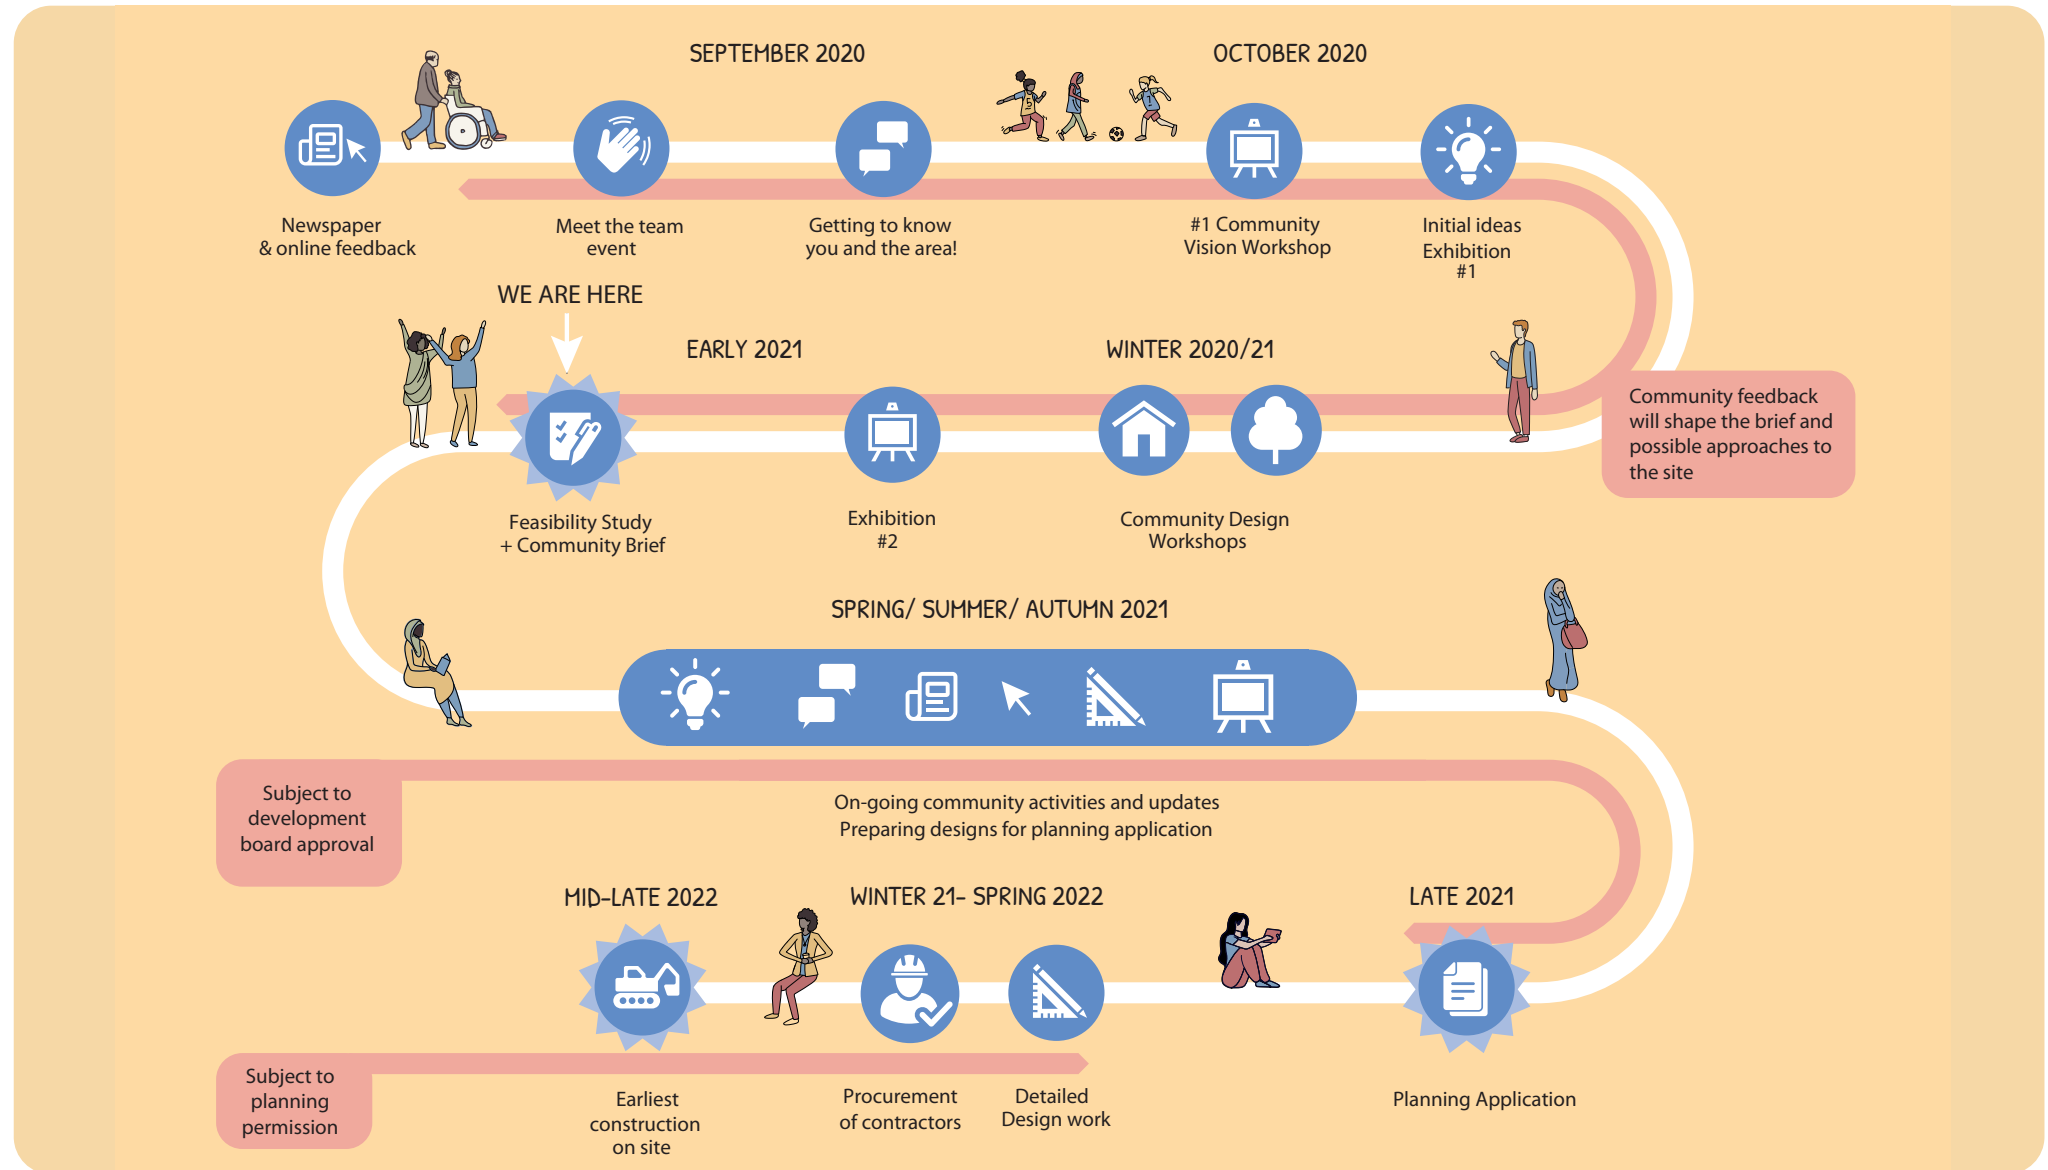 SEPTEMBER 2020
OCTOBER 2020
5
1
Newspaper
& online feedback
Meet the team
event
Getting to know
you and the area!
#1 Community
Vision Workshop
Initial ideas
Exhibition
#1
WE ARE HERE
EARLY 2021
WINTER 2020/21
Community feedback
will shape the brief and
possible approaches to
the site
Feasibility Study
+ Community Brief
Exhibition
#2
Community Design
Workshops
SPRING/ SUMMER/ AUTUMN 2021
Subject to
development
board approval
On-going community activities and updates
Preparing designs for planning application
MID-LATE 2022
WINTER 21- SPRING 2022
LATE 2021
Subject to
planning
permission
Earliest
construction
on site
Procurement
of contractors
Detailed
Design work
Planning Application